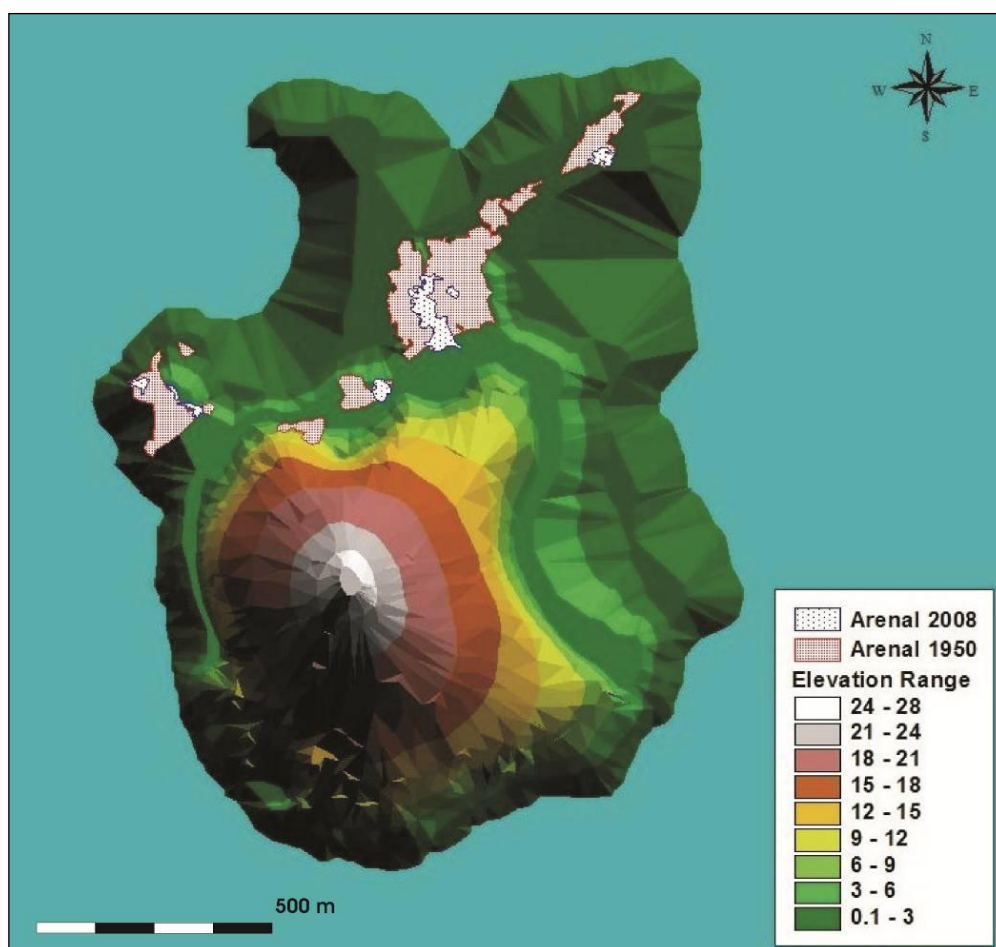 N
W E
S
Arenal 2008
Arenal 1950
Elevation Range
24 - 28
21 - 24
18 - 21
15 - 18
12 - 15
9 - 12
6 - 9
3 - 6
0.1 - 3
500 m